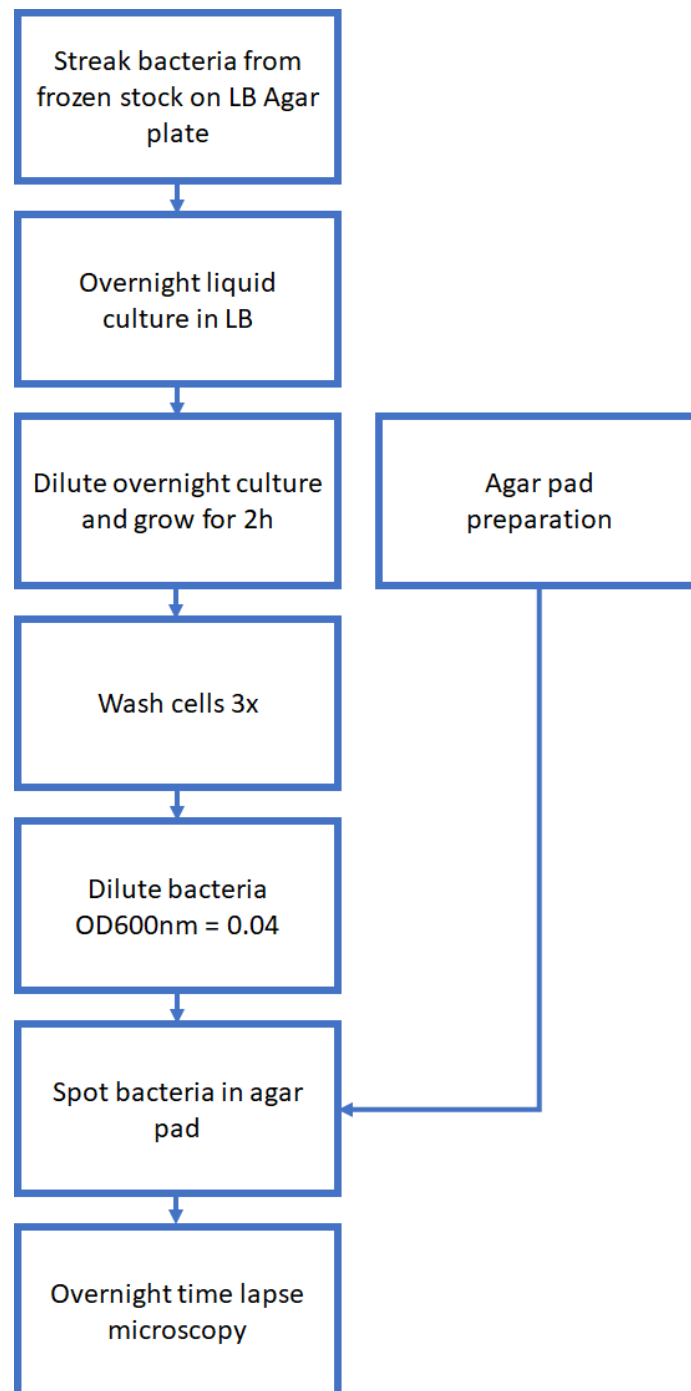 Streak bacteria from
frozen stock on LB Agar
plate
Overnight liquid
culture in LB
Dilute overnight culture
and grow for 2h
Agar pad
preparation
Wash cells 3x
Dilute bacteria
OD600nm = 0.04
Spot bacteria in agar
pad
Overnight time lapse
microscopy